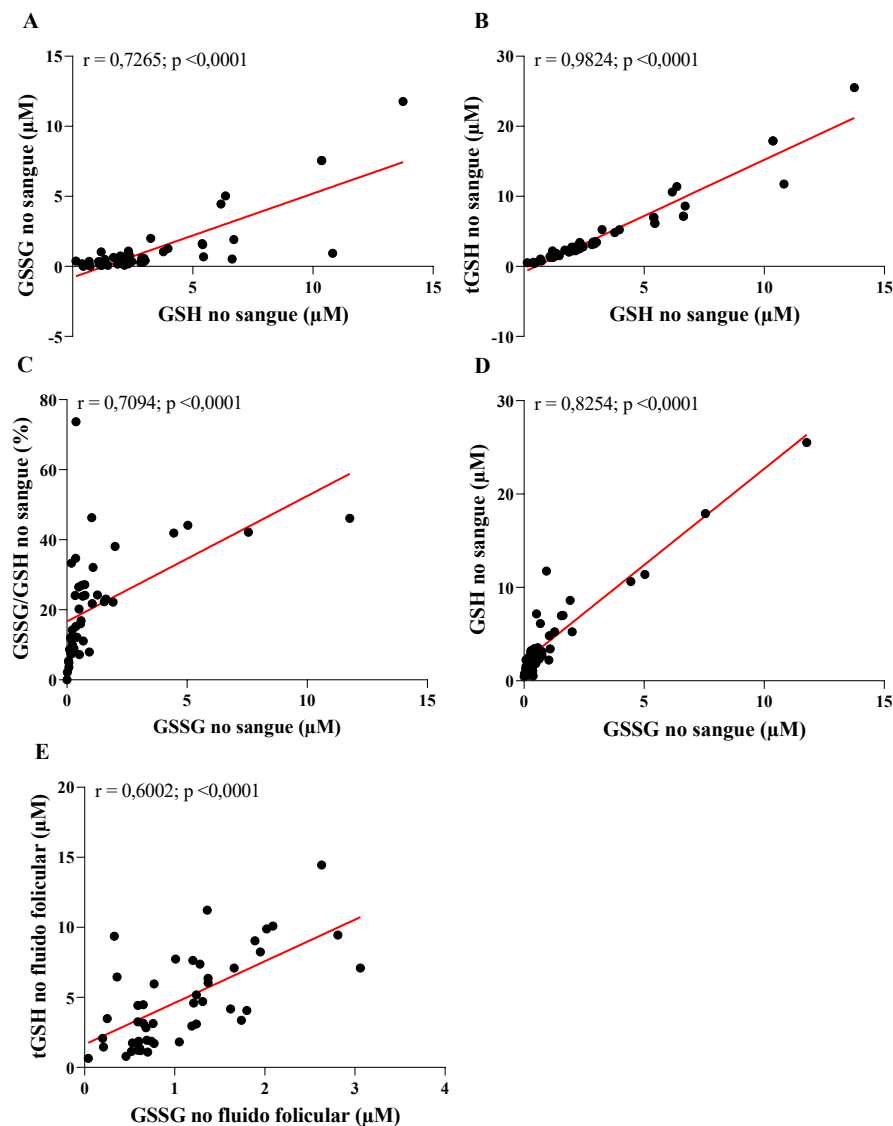 A
r = 0,7265; p <0,0001
15
10
5
0
-5
5
10
15
GSSG no sangue (µM)
GSH no sangue (µM)
B
r = 0,9824; p <0,0001
30
20
10
0
-10
5
10
15
tGSH no sangue (µM)
GSH no sangue (µM)
C
r = 0,7094; p <0,0001
80
60
40
20
0
0
5
10
15
GSSG/GSH no sangue (%)
GSSG no sangue (µM)
D
r = 0,8254; p <0,0001
30
20
10
0
0
5
10
15
GSH no sangue (µM)
GSSG no sangue (µM)
E
r = 0,6002; p <0,0001
20
15
10
5
0
0
1
2
3
4
tGSH no fluido folicular (µM)
GSSG no fluido folicular (µM)